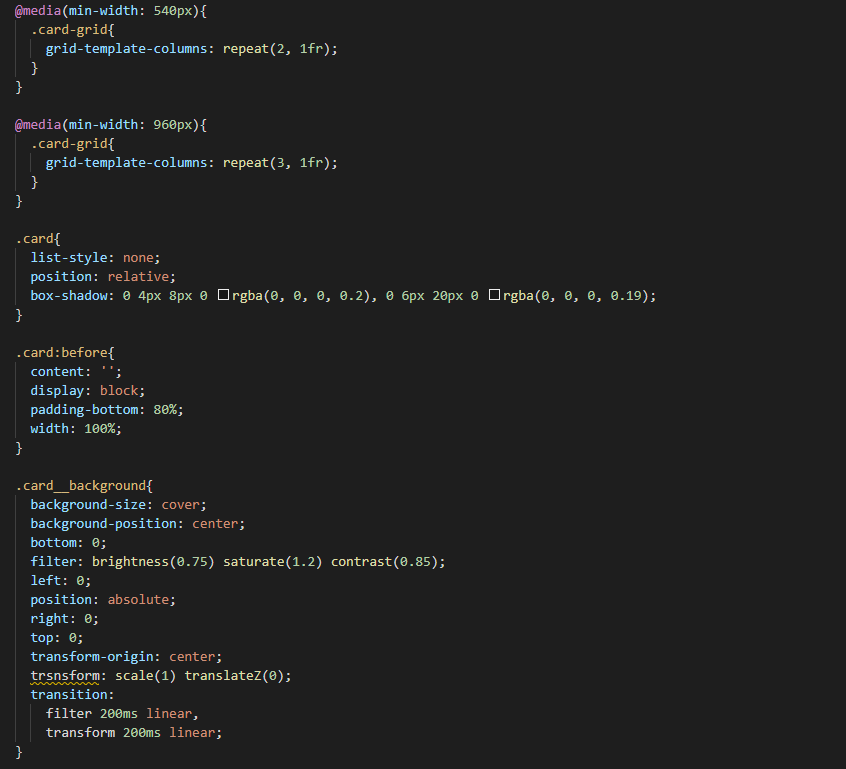 @media(min-width: 540px){
.card-grid{
grid-template-columns: repeat(2, 1fr);
}
}
@media(min-width: 960px){
.card-grid{
grid-template-columns: repeat(3, 1fr);
}
}
.card{
list-style: none;
position: relative;
box-shadow: 0 4px 8px 0 rgba(0, 0, 0, 0.2), 0 6px 20px 0 rgba(0, 0, 0, 0.19);
}
.card:before{
content: '';
display: block;
padding-bottom: 80%;
width: 100%;
}
.card__background{
background-size: cover;
background-position: center;
bottom: 0;
filter: brightness(0.75) saturate(1.2) contrast(0.85);
left: 0;
position: absolute;
right: 0;
top: 0;
transform-origin: center;
trsnsform: scale(1) translateZ(0);
transition:
filter 200ms linear,
transform 200ms linear;
}